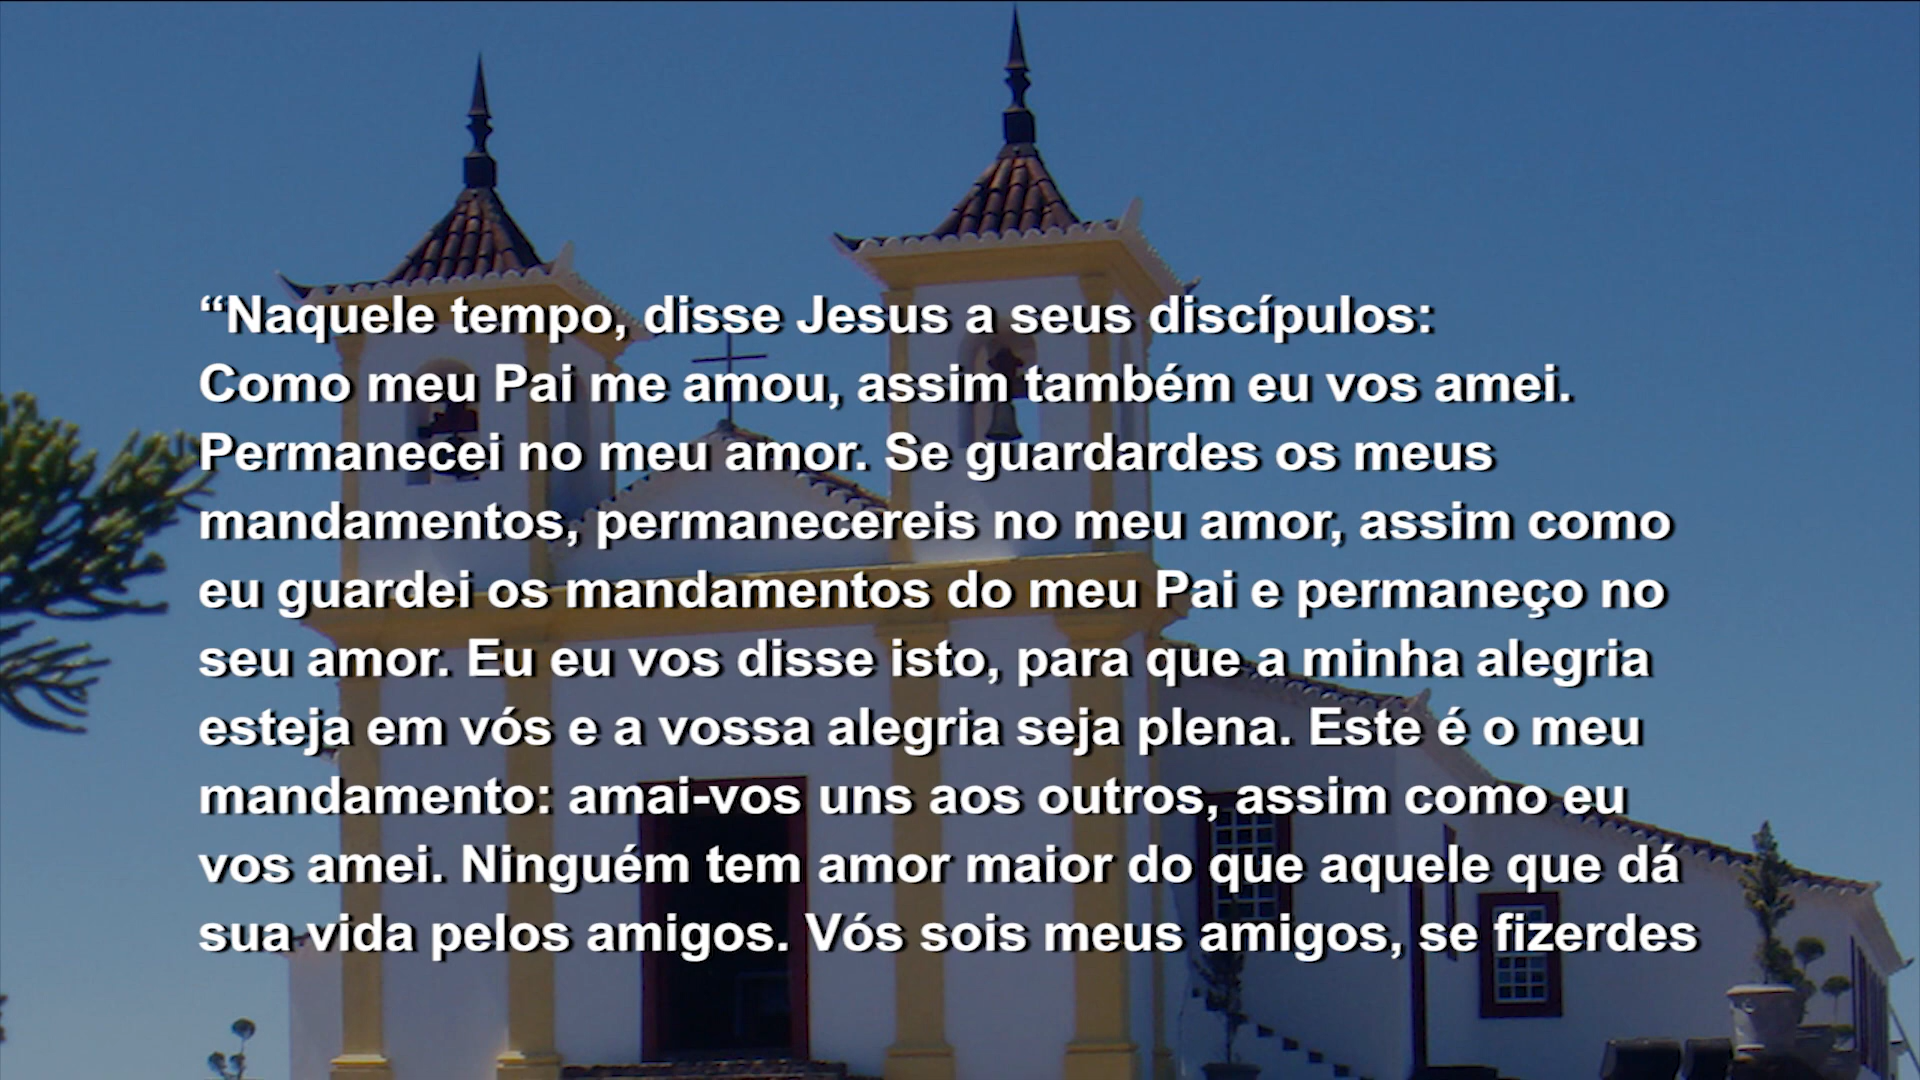 “Naquele tempo, disse Jesus a seus discípulos:
Como meu Pai me amou, assim também eu vos amei.
Permanecei no meu amor. Se guardardes os meus
mandamentos, permanecereis no meu amor, assim como
eu guardei os mandamentos do meu Pai e permaneço no
seu amor. Eu eu vos disse isto, para que a minha alegria
esteja em vós e a vossa alegria seja plena. Este é o meu
mandamento: amai-vos uns aos outros, assim como eu
vos amei. Ninguém tem amor maior do que aquele que dá
sua vida pelos amigos. Vós sois meus amigos, se fizerdes